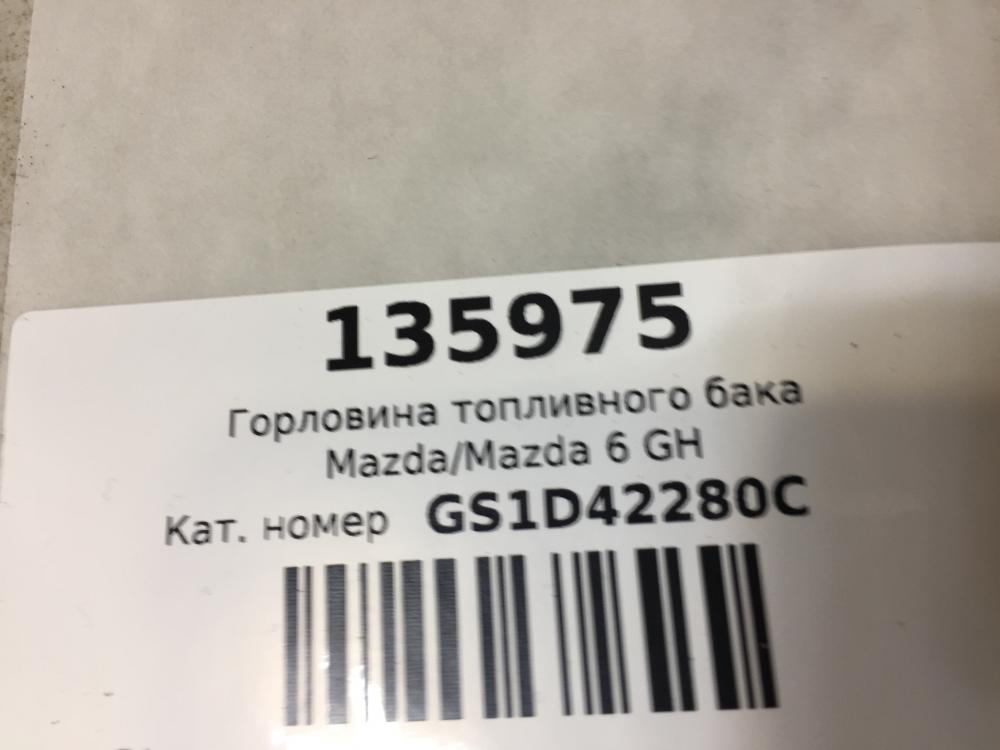 135975
Горловина топливного бака
Mazda/Mazda 6 GH
Кат. номер GS1D42280C